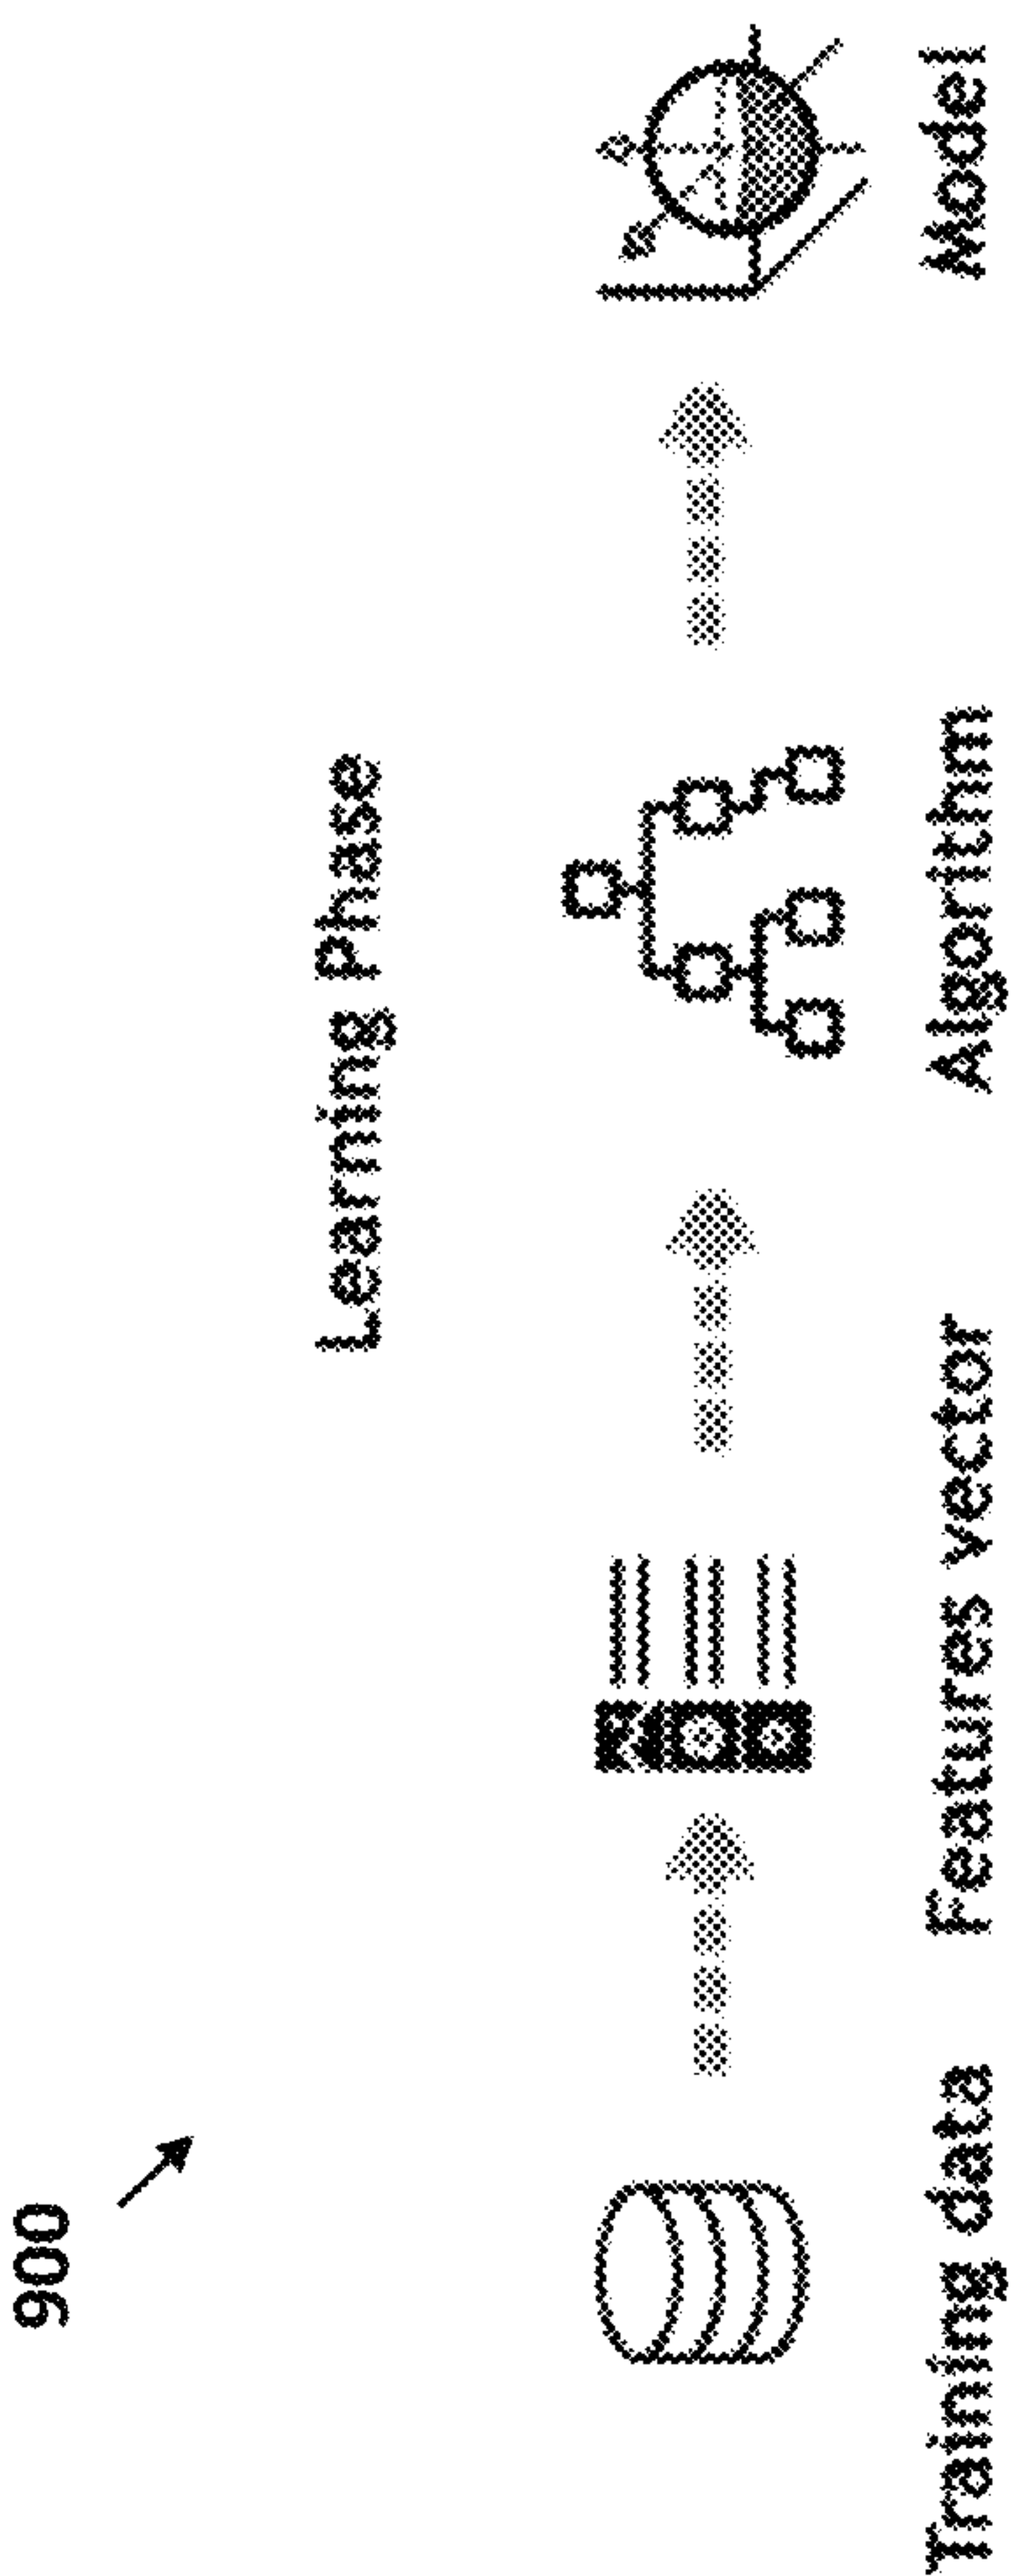 900
Learning Phase
Training data
Features vector
Algorithm
Model